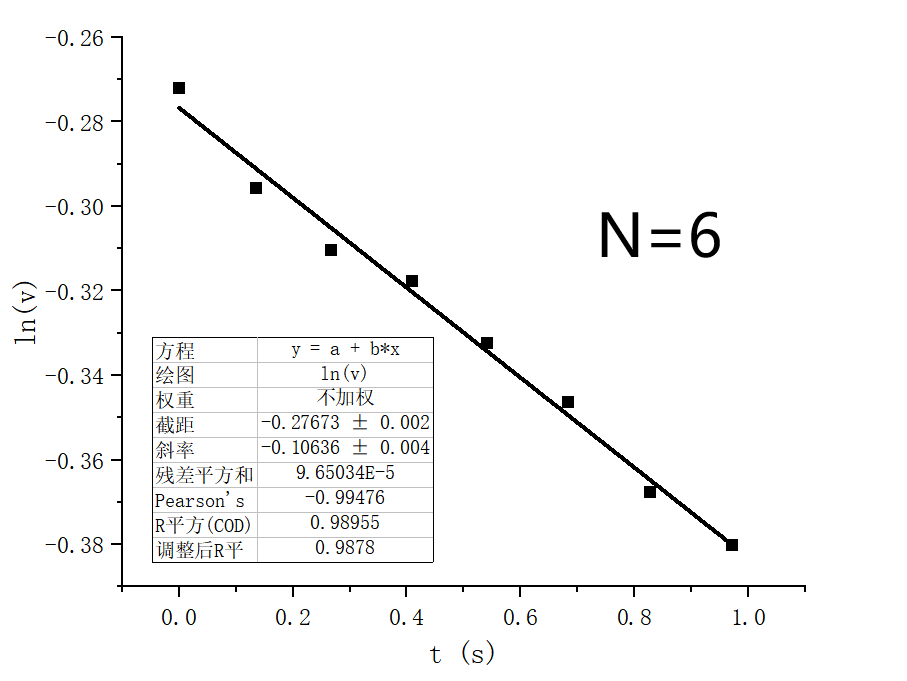 -0.26
-0.28
-0.30
-0.32
-0.34
-0.36
-0.38
ln(v)
N=6
方程 y = a + b*x
绘图 ln(v)
权重 不加权
截距 -0.27673 ± 0.002
斜率 -0.10636 ± 0.004
残差平方和 9.65034E-5
Pearson's -0.99476
R平方(COD) 0.98955
调整后R平 0.9878
0.0 0.2 0.4 0.6 0.8 1.0
t (s)